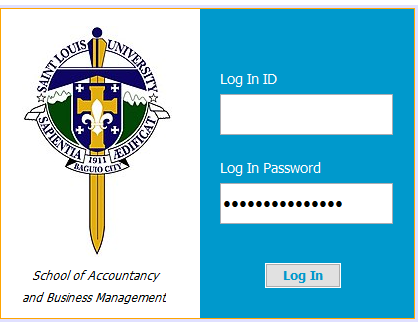 SAINT LOUIS UNIVERSITY
SAPIENTIA ÆDIFICAT
1911
BAGUIO CITY
School of Accountancy
and Business Management
Log In ID
Log In Password
•••••••••••••••
Log In